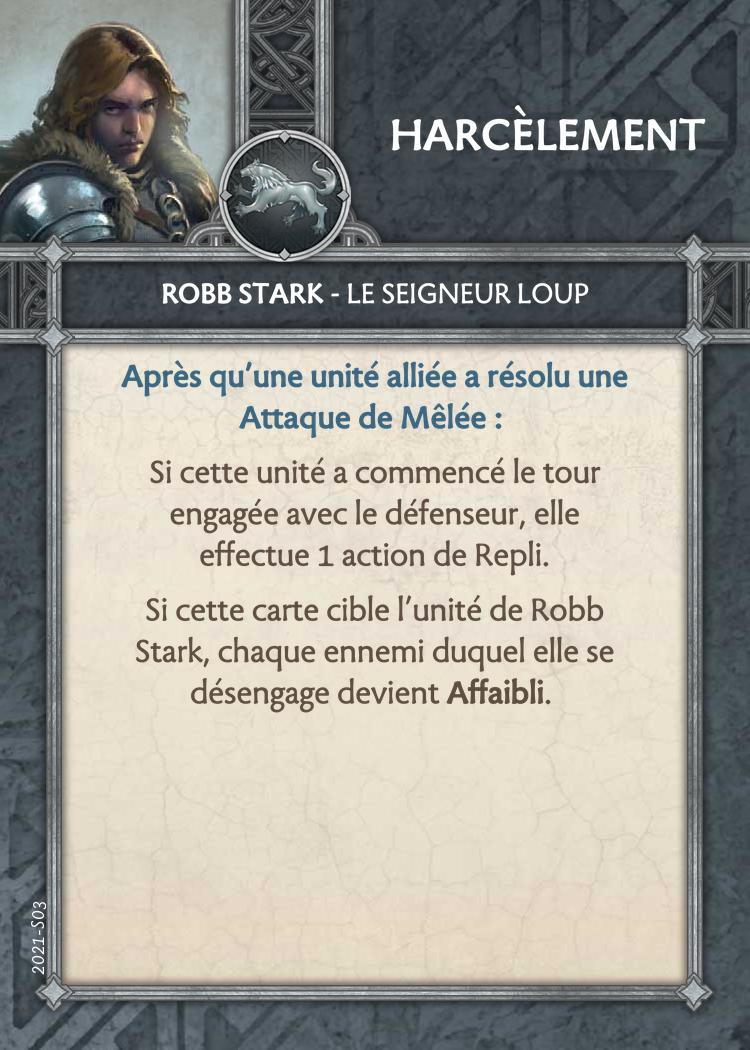 HARCÈLEMENT
ROBB STARK - LE SEIGNEUR LOUP
Après qu'une unité alliée a résolu une
Attaque de Mêlée :
Si cette unité a commencé le tour
engagée avec le défenseur, elle
effectue 1 action de Repli.
Si cette carte cible l'unité de Robb
Stark, chaque ennemi duquel elle se
désengage devient Affaibli.
2021-S03